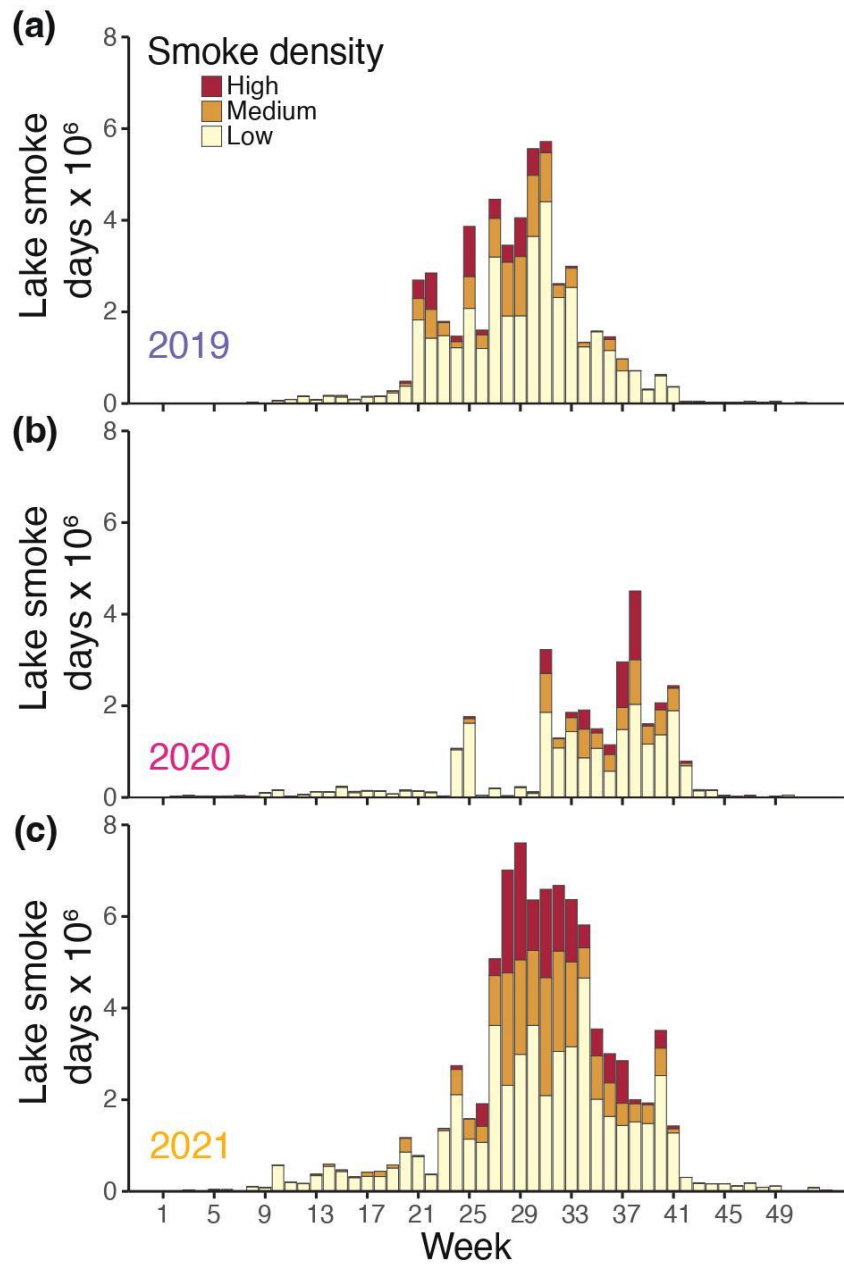 (a)
Smoke density
High
Medium
Low
Lake smoke
days x 10⁶
8
6
4
2
0
2019
(b)
Lake smoke
days x 10⁶
8
6
4
2
0
2020
(c)
Lake smoke
days x 10⁶
8
6
4
2
0
2021
1 5 9 13 17 21 25 29 33 37 41 45 49
Week